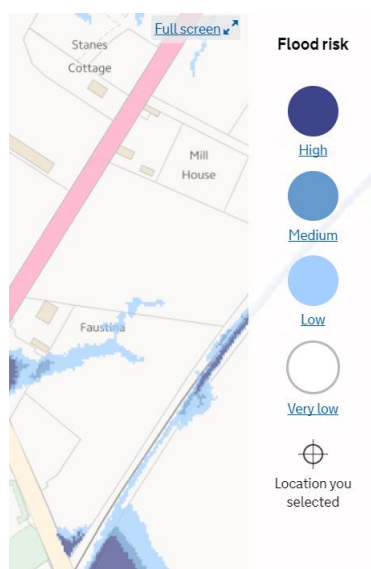 Full screen
Flood risk
Stanes
Cottage
High
Mill
House
Medium
Faustina
Low
Very low
Location you
selected